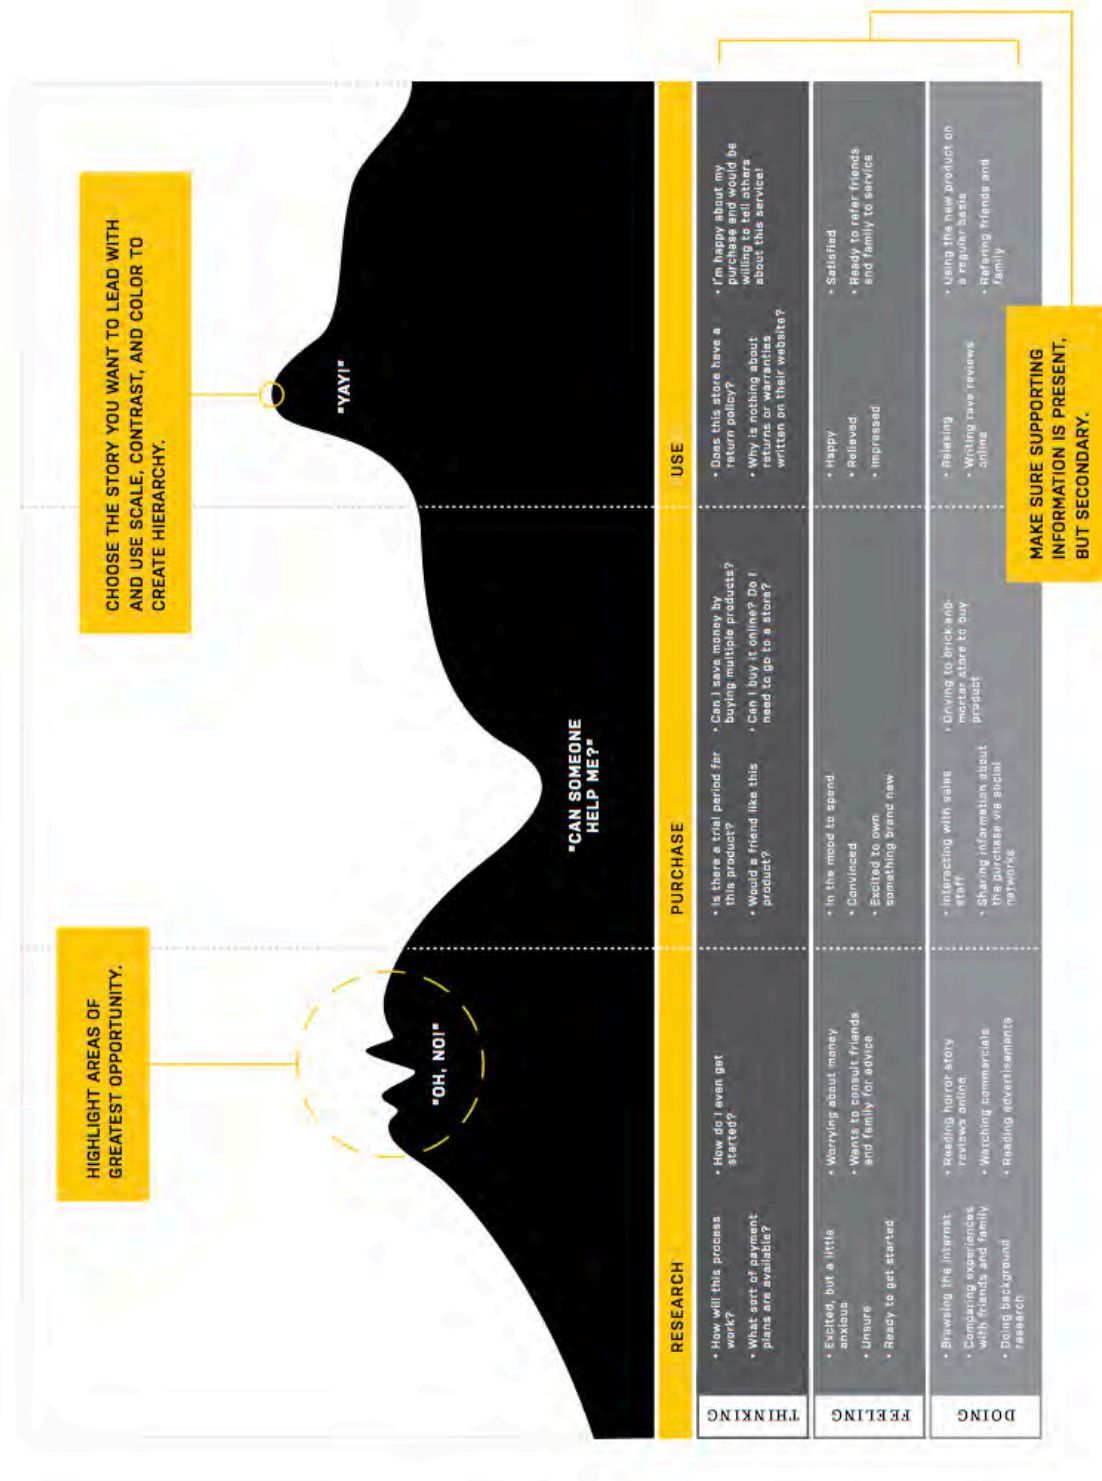 HIGHLIGHT AREAS OF
GREATEST OPPORTUNITY.
CHOOSE THE STORY YOU WANT TO LEAD WITH
AND USE SCALE, CONTRAST, AND COLOR TO
CREATE HIERARCHY.
"OH, NO!"
"CAN SOMEONE
HELP ME?"
"YAY!"
RESEARCH
PURCHASE
USE
THINKING
• How will this process
work?
• What sort of payment
plans are available?
• How do I even get
started?
• Is there a trial period for
this product?
• Would a friend like this
product?
• Can I save money by
buying multiple products?
• Can I buy it online? Do I
need to go to a store?
• Does this store have a
return policy?
• Why is nothing about
returns or warranties
written on their website?
• I'm happy about my
purchase and would be
willing to tell others
about this service!
FEELING
• Excited, but a little
anxious
• Unsure
• Ready to get started
• Worrying about money
• Wants to consult friends
and family for advice
• In the mood to spend
• Convinced
• Excited to own
something brand new
• Happy
• Relieved
• Impressed
• Satisfied
• Ready to refer friends
and family to service
DOING
• Browsing the internet
• Comparing experiences
with friends and family
• Doing background
research
• Reading horror story
reviews online
• Watching commercials
• Reading advertisements
• Interacting with sales
staff
• Sharing information about
the purchase via social
networks
• Driving to brick-and-
mortar store to buy
product
• Relaxing
• Writing rave reviews
online
• Using the new product on
a regular basis
• Refering friends and
family
MAKE SURE SUPPORTING
INFORMATION IS PRESENT,
BUT SECONDARY.